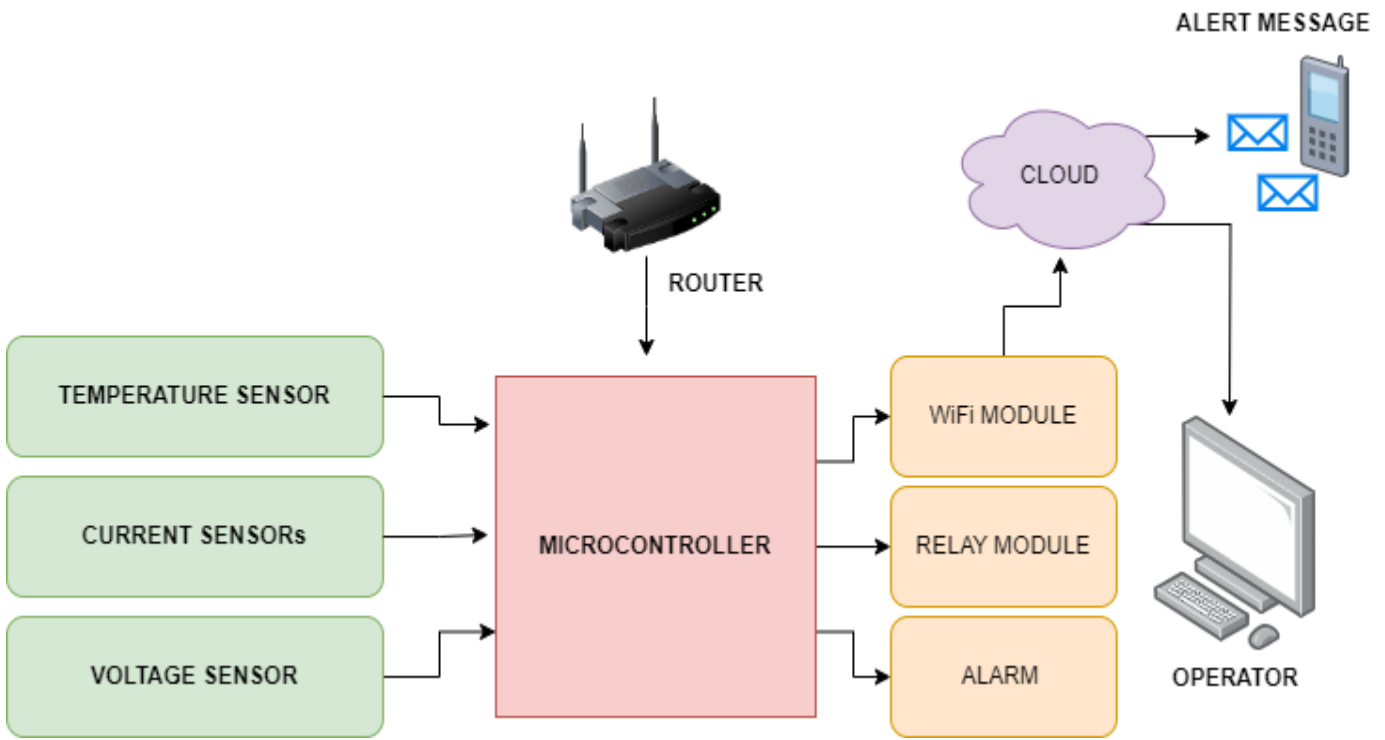 ALERT MESSAGE
CLOUD
ROUTER
TEMPERATURE SENSOR
WiFi MODULE
CURRENT SENSORs
MICROCONTROLLER
RELAY MODULE
VOLTAGE SENSOR
ALARM
OPERATOR